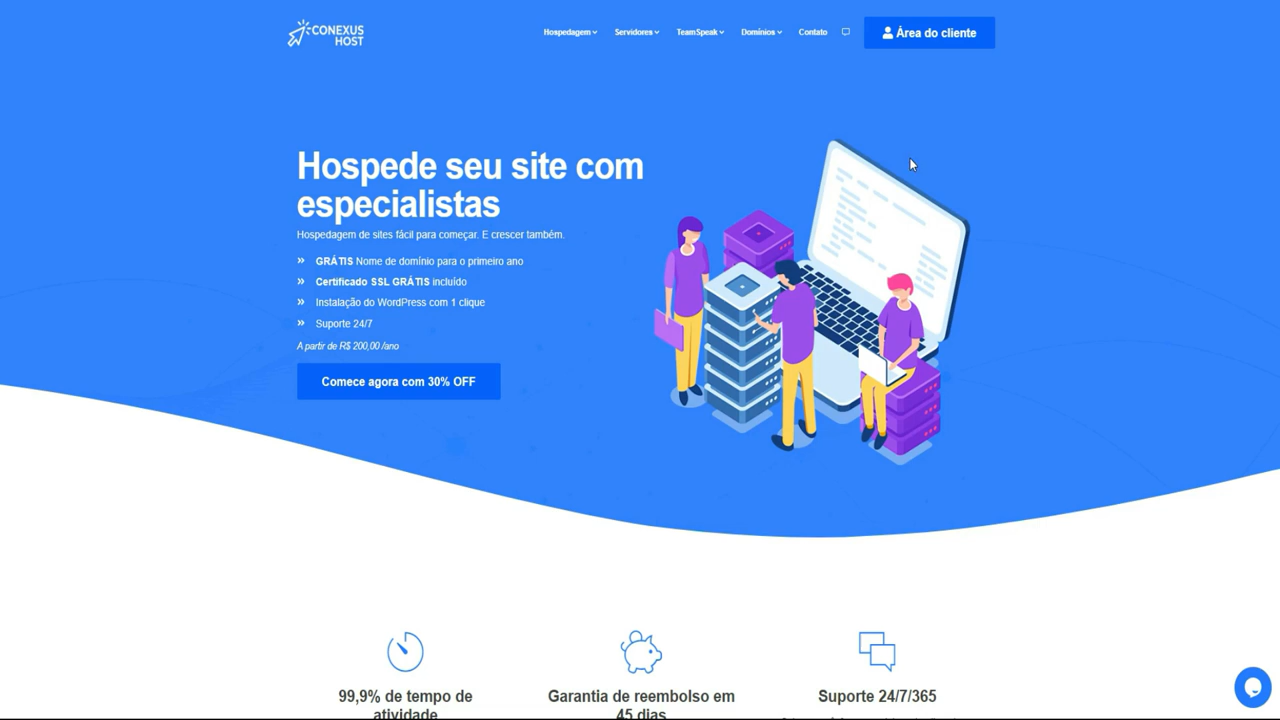 CONEXUS
HOST
Hospedagem
Servidores
TeamSpeak
Domínios
Contato
Área do cliente
Hospede seu site com
especialistas
Hospedagem de sites fácil para começar. E crescer também.
» GRÁTIS Nome de domínio para o primeiro ano
» Certificado SSL GRÁTIS incluído
» Instalação do WordPress com 1 clique
» Suporte 24/7
A partir de R$ 200,00 /ano
Comece agora com 30% OFF
99,9% de tempo de
atividade
Garantia de reembolso em
45 dias
Suporte 24/7/365